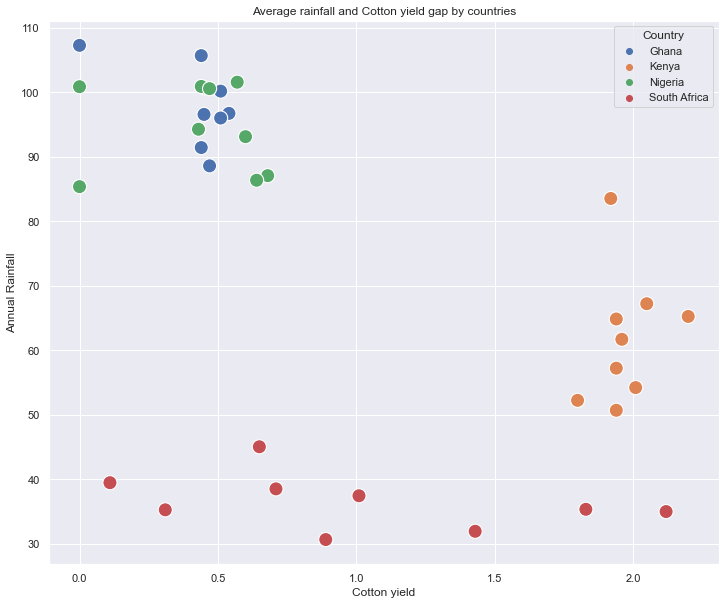 Average rainfall and Cotton yield gap by countries
110
100
90
80
70
60
50
40
30
Annual Rainfall
0.0
0.5
1.0
1.5
2.0
Cotton yield
Country
Ghana
Kenya
Nigeria
South Africa